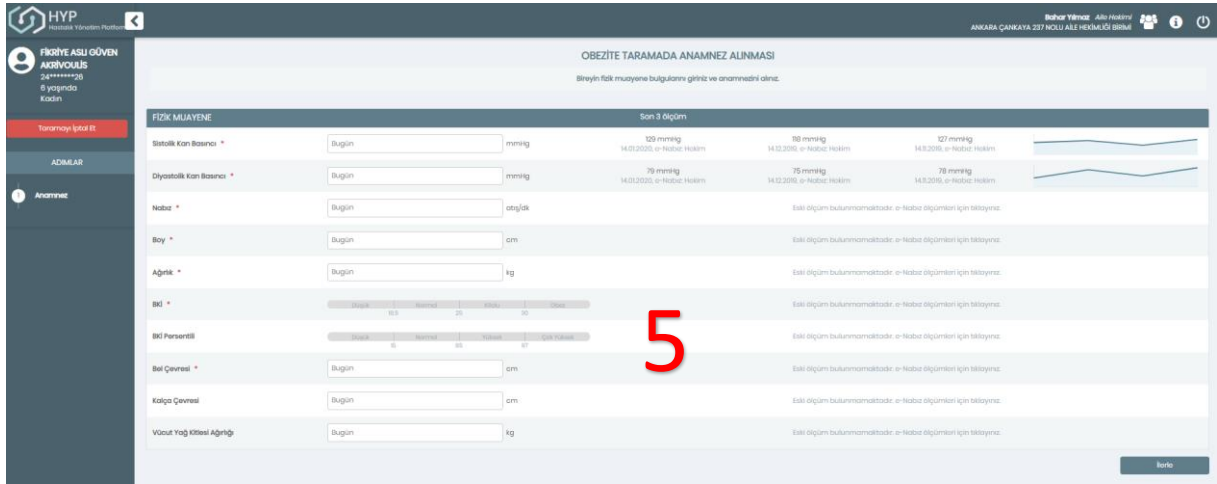 HYP
Hastalık Yönetim Platform
Bahar Yılmaz Aile Hekimi
ANKARA ÇANKAYA 237 NOLU AİLE HEKİMLİĞİ BİRİMİ
FİKRİYE ASLI GÜVEN
AKRİVOULİS
24*******26
6 yaşında
Kadın
Taramayı İptal Et
ADIMLAR
Anamnez
OBEZİTE TARAMADA ANAMNEZ ALINMASI
Bireyin fizik muayene bulgularını giriniz ve anamnezini alınız.
FİZİK MUAYENE Son 3 ölçüm
Sistolik Kan Basıncı * Bugün mmHg 129 mmHg 118 mmHg 127 mmHg
14.01.2020, e-Nabız: Hekim 14.12.2019, e-Nabız: Hekim 14.11.2019, e-Nabız: Hekim
Diyastolik Kan Basıncı * Bugün mmHg 79 mmHg 75 mmHg 78 mmHg
14.01.2020, e-Nabız: Hekim 14.12.2019, e-Nabız: Hekim 14.11.2019, e-Nabız: Hekim
Nabız * Bugün atış/dk Eski ölçüm bulunmamaktadır. e-Nabız ölçümleri için tıklayınız.
Boy * Bugün cm Eski ölçüm bulunmamaktadır. e-Nabız ölçümleri için tıklayınız.
Ağırlık * Bugün kg Eski ölçüm bulunmamaktadır. e-Nabız ölçümleri için tıklayınız.
BKİ * Düşük Normal Kilolu Obez Eski ölçüm bulunmamaktadır. e-Nabız ölçümleri için tıklayınız.
18,5 25 30
BKİ Persentili Düşük Normal Yüksek Çok Yüksek Eski ölçüm bulunmamaktadır. e-Nabız ölçümleri için tıklayınız.
97
5
Bel Çevresi * Bugün cm Eski ölçüm bulunmamaktadır. e-Nabız ölçümleri için tıklayınız.
Kalça Çevresi Bugün cm Eski ölçüm bulunmamaktadır. e-Nabız ölçümleri için tıklayınız.
Vücut Yağ Kitlesi Ağırlığı Bugün kg Eski ölçüm bulunmamaktadır. e-Nabız ölçümleri için tıklayınız.
İlerle